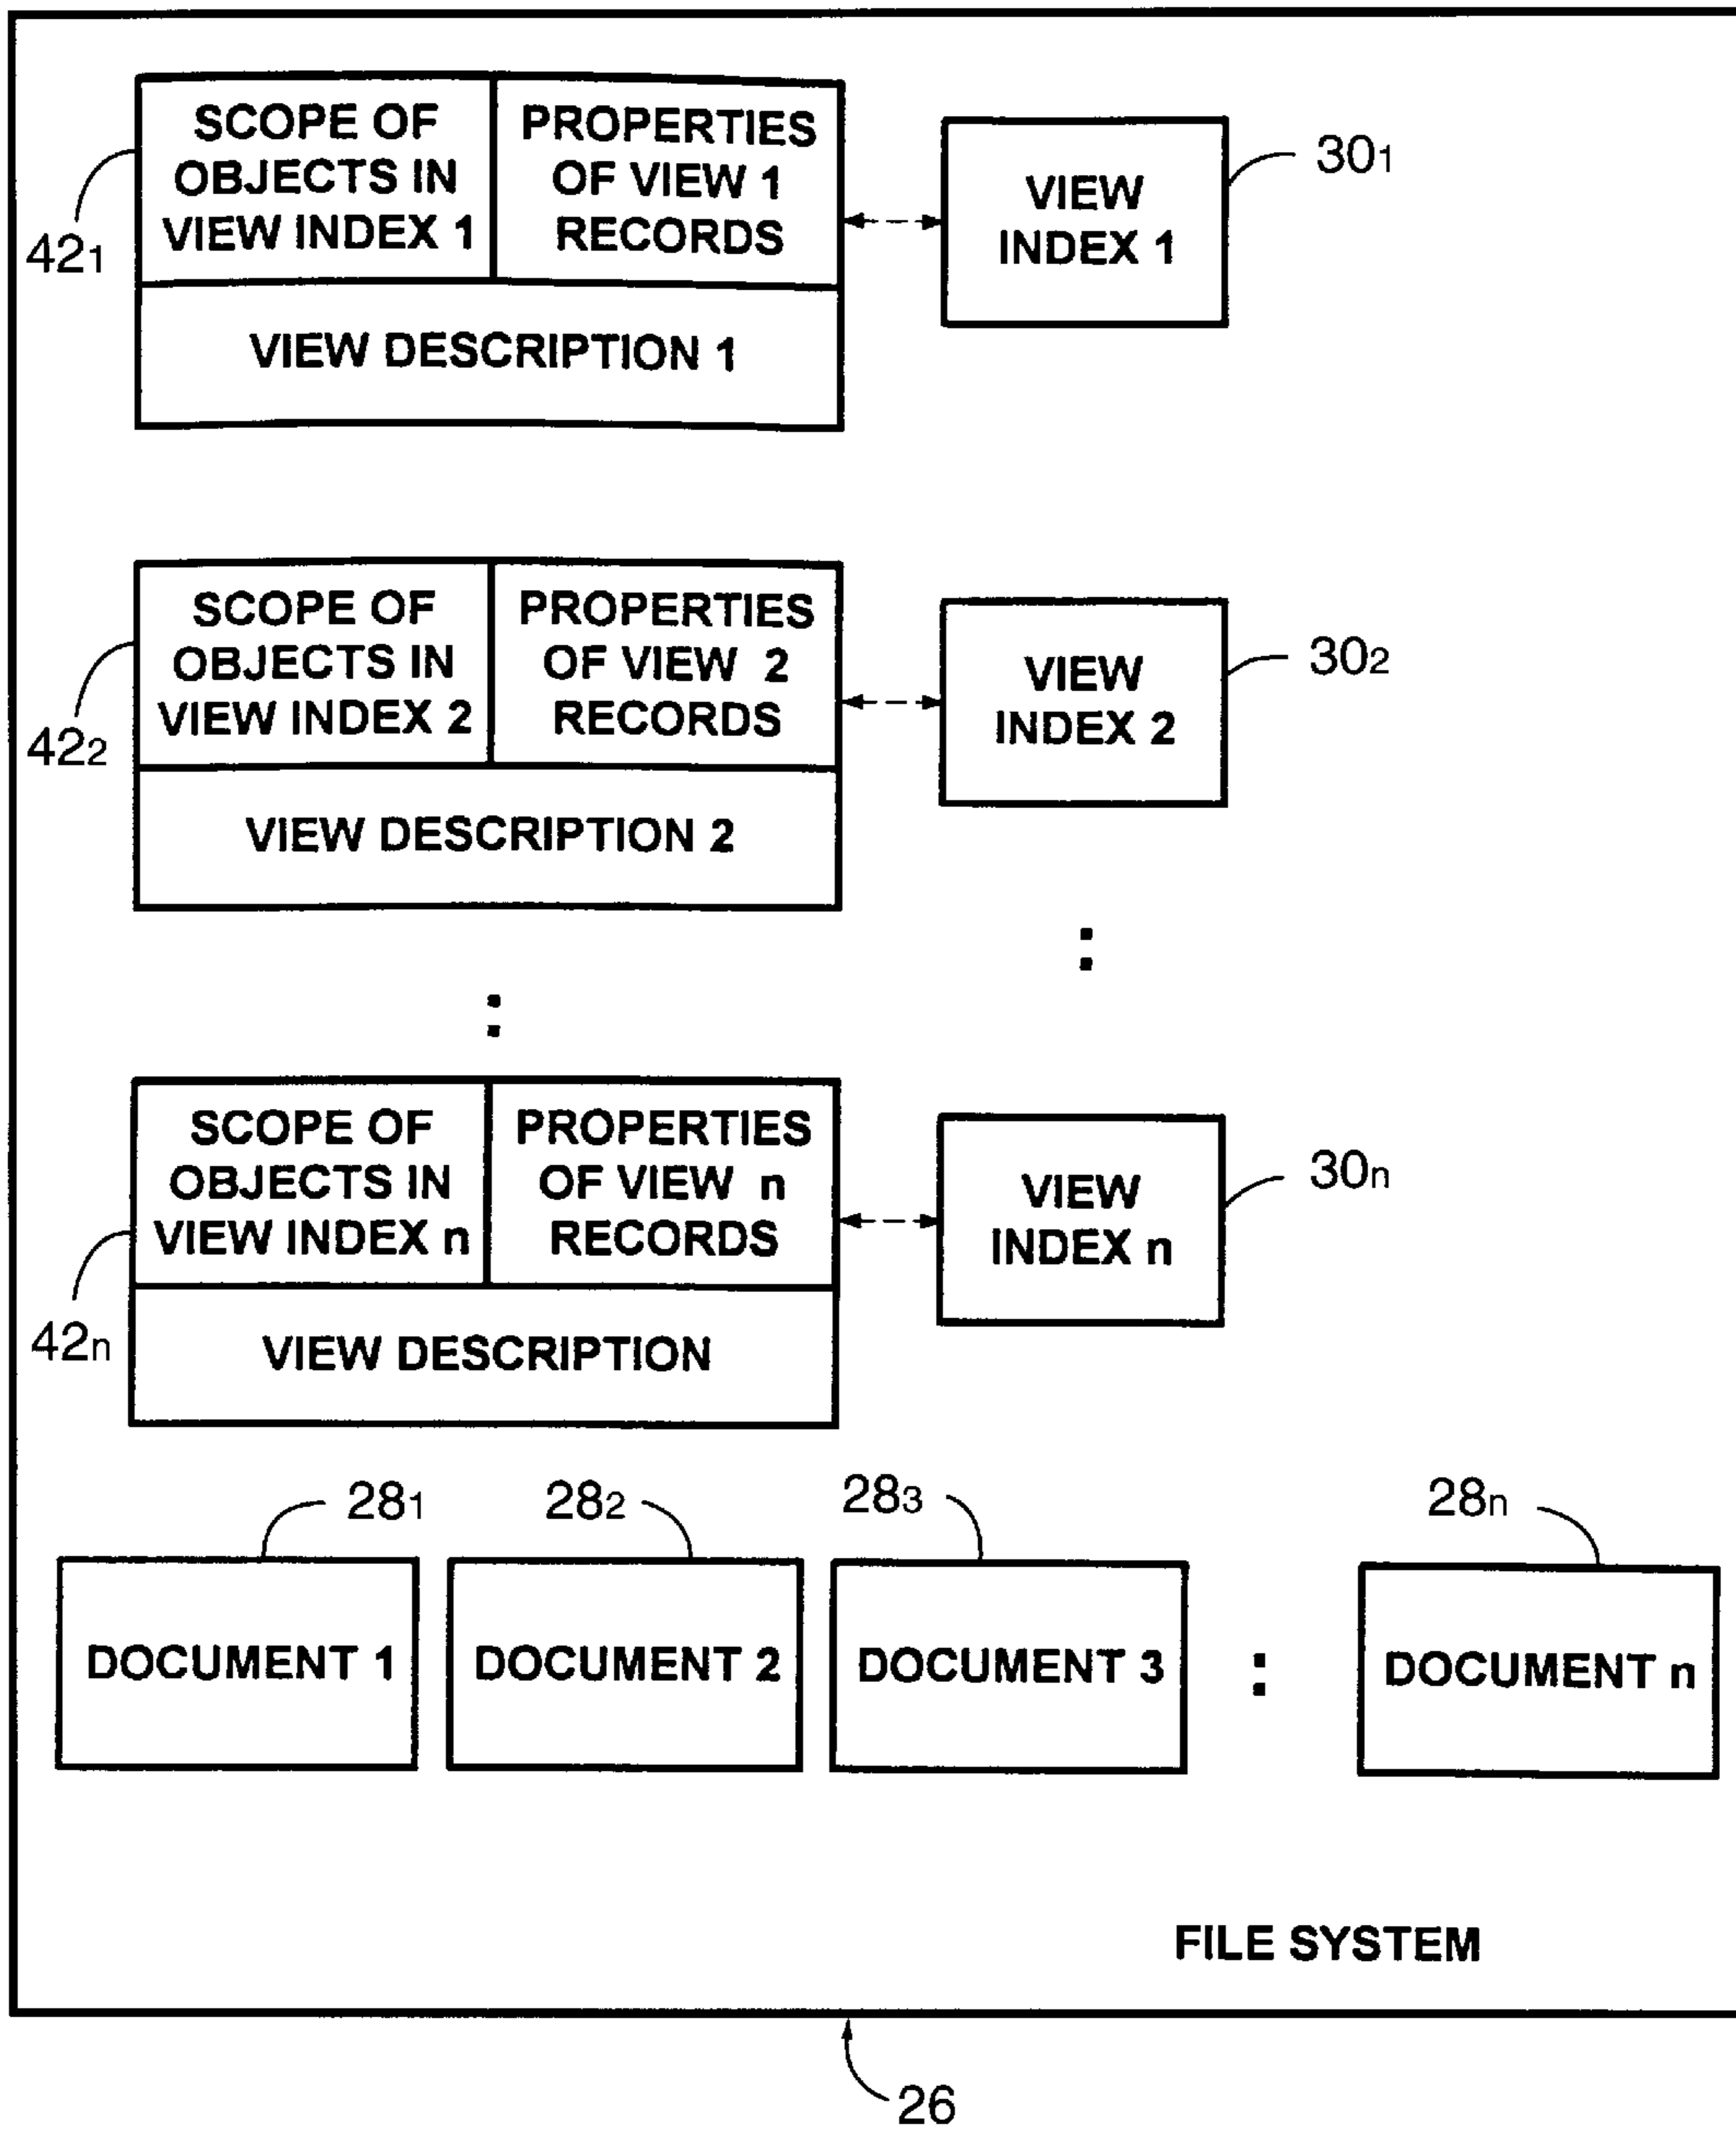 SCOPE OF
OBJECTS IN
VIEW INDEX 1
PROPERTIES
OF VIEW 1
RECORDS
VIEW DESCRIPTION 1
VIEW
INDEX 1
30₁
42₁
SCOPE OF
OBJECTS IN
VIEW INDEX 2
PROPERTIES
OF VIEW 2
RECORDS
VIEW DESCRIPTION 2
VIEW
INDEX 2
30₂
42₂
:
:
SCOPE OF
OBJECTS IN
VIEW INDEX n
PROPERTIES
OF VIEW n
RECORDS
VIEW DESCRIPTION
VIEW
INDEX n
30ₙ
42ₙ
28₁
28₂
28₃
28ₙ
DOCUMENT 1
DOCUMENT 2
DOCUMENT 3
:
DOCUMENT n
FILE SYSTEM
26